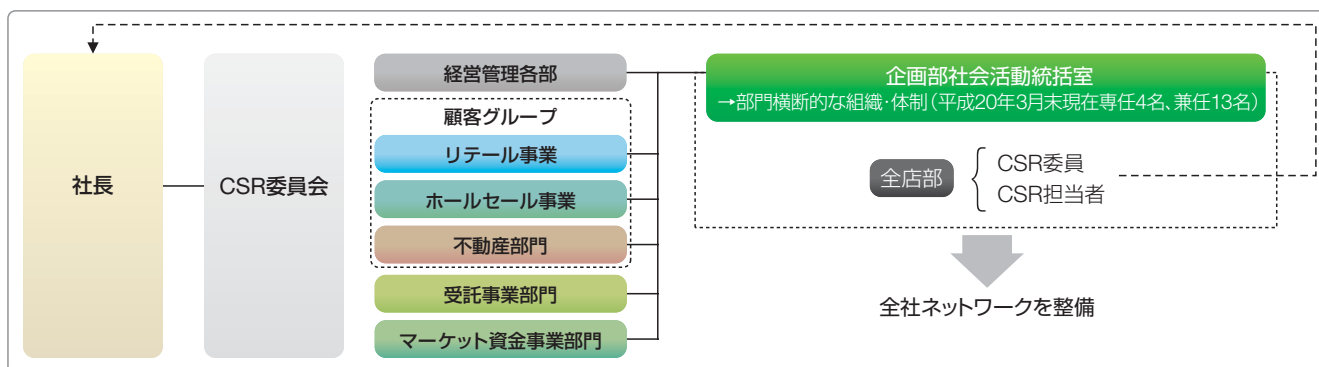 社長
CSR委員会
経営管理各部
顧客グループ
リテール事業
ホールセール事業
不動産部門
受託事業部門
マーケット資金事業部門
企画部社会活動統括室
→部門横断的な組織・体制（平成20年3月末現在専任4名、兼任13名）
全店部
CSR委員
CSR担当者
全社ネットワークを整備